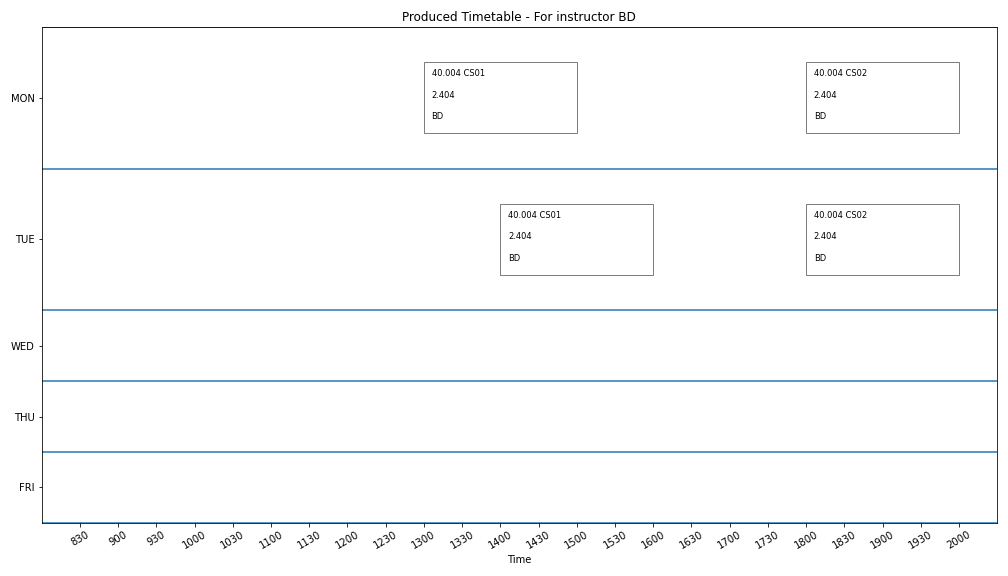 Produced Timetable - For instructor BD
MON
40.004 CS01
2.404
BD
40.004 CS02
2.404
BD
TUE
40.004 CS01
2.404
BD
40.004 CS02
2.404
BD
WED
THU
FRI
830 900 930 1000 1030 1100 1130 1200 1230 1300 1330 1400 1430 1500 1530 1600 1630 1700 1730 1800 1830 1900 1930 2000
Time